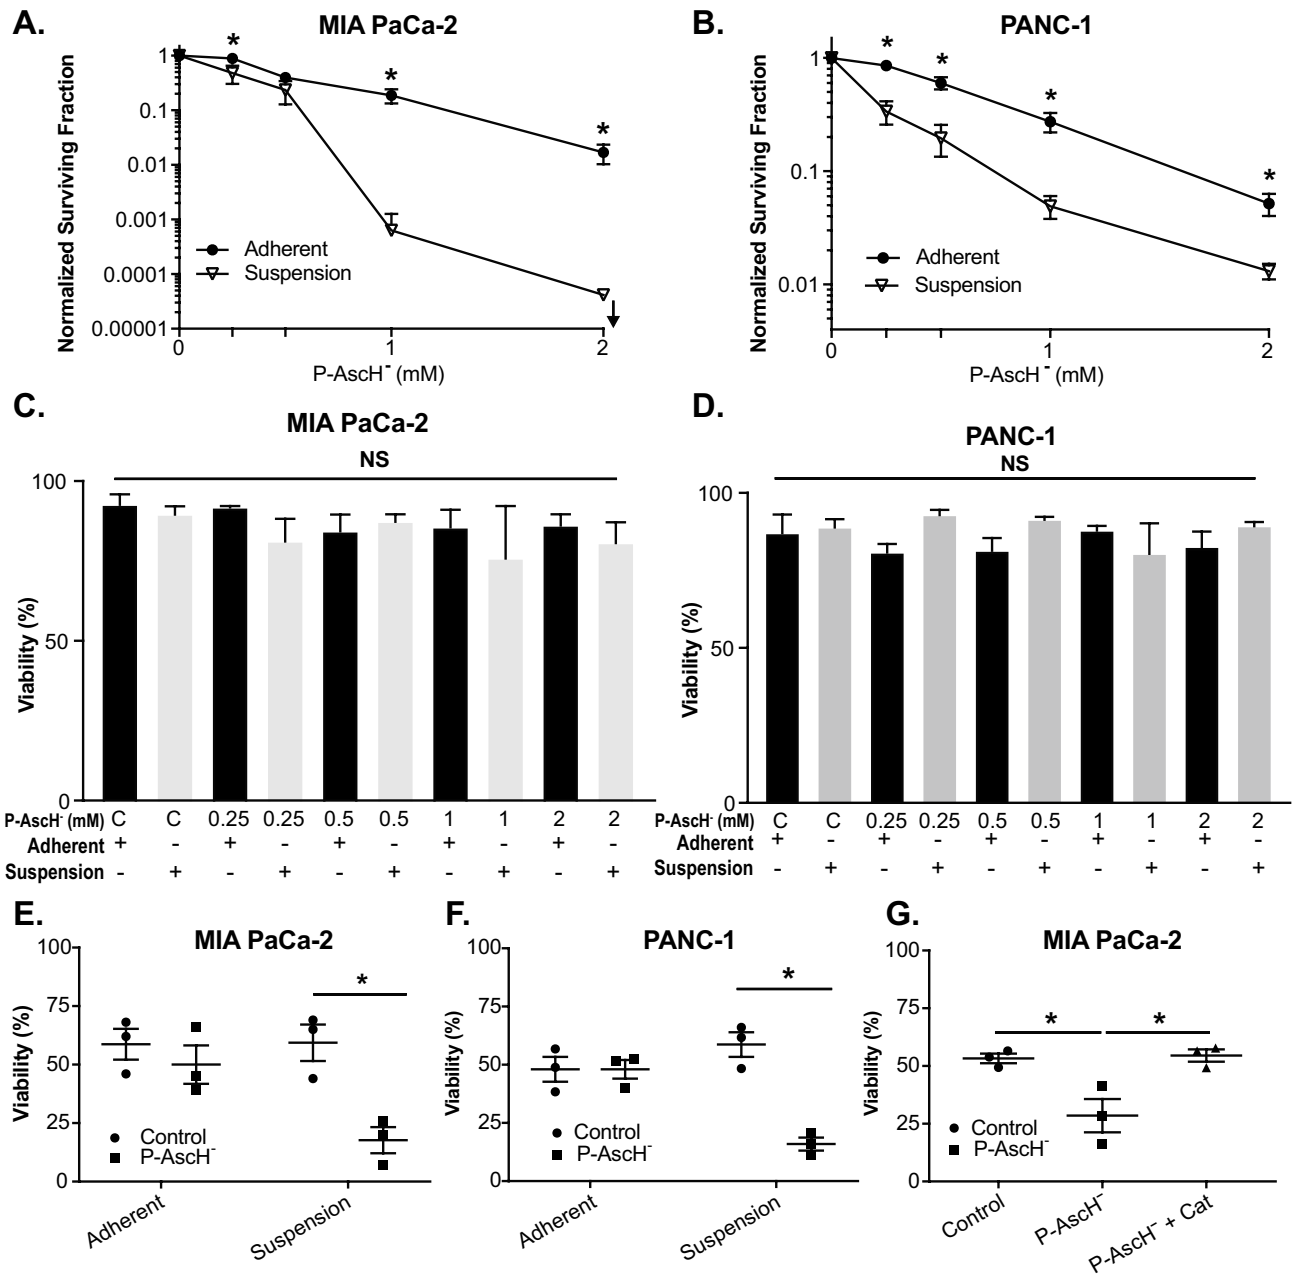 A.
MIA PaCa-2
Normalized Surviving Fraction
1
0.1
0.01
0.001
0.0001
0.00001
* * *
Adherent
Suspension
0 1 2
P-AscH⁻ (mM)
B.
PANC-1
Normalized Surviving Fraction
1
0.1
0.01
* * * *
Adherent
Suspension
0 1 2
P-AscH⁻ (mM)
C.
MIA PaCa-2
NS
Viability (%)
100
50
0
P-AscH⁻ (mM) C C 0.25 0.25 0.5 0.5 1 1 2 2
Adherent + - + - + - + - + -
Suspension - + - + - + - + - +
D.
PANC-1
NS
Viability (%)
100
50
0
P-AscH⁻ (mM) C C 0.25 0.25 0.5 0.5 1 1 2 2
Adherent + - + - + - + - + -
Suspension - + - + - + - + - +
E.
MIA PaCa-2
Viability (%)
100
75
50
25
0
*
Control
P-AscH⁻
Adherent
Suspension
F.
PANC-1
Viability (%)
100
75
50
25
0
*
Control
P-AscH⁻
Adherent
Suspension
G.
MIA PaCa-2
Viability (%)
100
75
50
25
0
* *
Control
P-AscH⁻
Control
P-AscH⁻
P-AscH⁻ + Cat